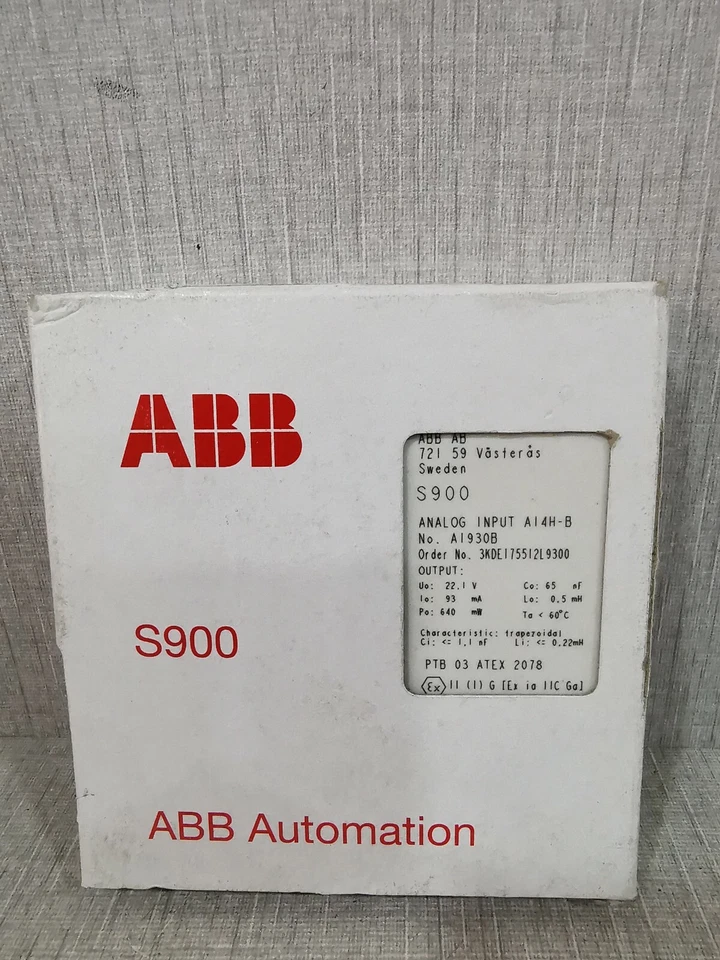 ABB
ABB AB
721 59 Västerås
Sweden
S900
ANALOG INPUT AI4H-B
No. AI930B
Order No. 3KDE175512L9300
OUTPUT:
Uo: 22.1 V Co: 65 nF
Io: 93 mA Lo: 0.5 mH
Po: 640 mW Ta < 60°C
Characteristic: trapezoidal
Ci: <= 1,1 nF Li: <= 0.22mH
PTB 03 ATEX 2078
Ex II (1) G [Ex ia IIC Ga]
S900
ABB Automation